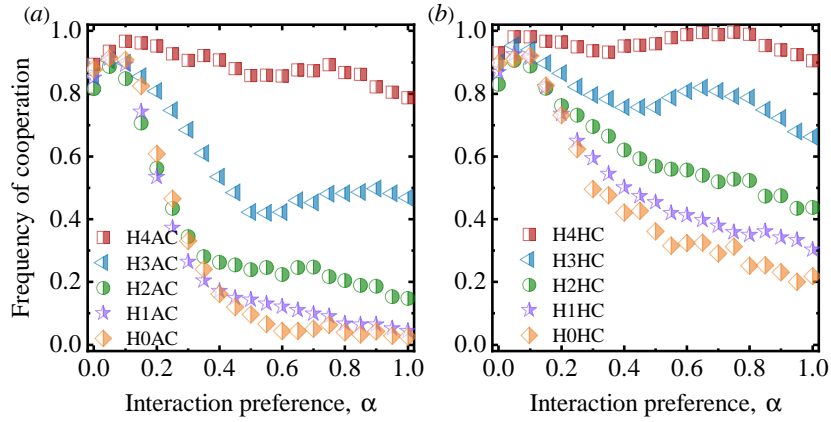 (a)
(b)
Frequency of cooperation
1.0
0.8
0.6
0.4
0.2
0.0
H4AC
H3AC
H2AC
H1AC
H0AC
0.0 0.2 0.4 0.6 0.8 1.0
Interaction preference, α
1.0
0.8
0.6
0.4
0.2
0.0
H4HC
H3HC
H2HC
H1HC
H0HC
0.0 0.2 0.4 0.6 0.8 1.0
Interaction preference, α